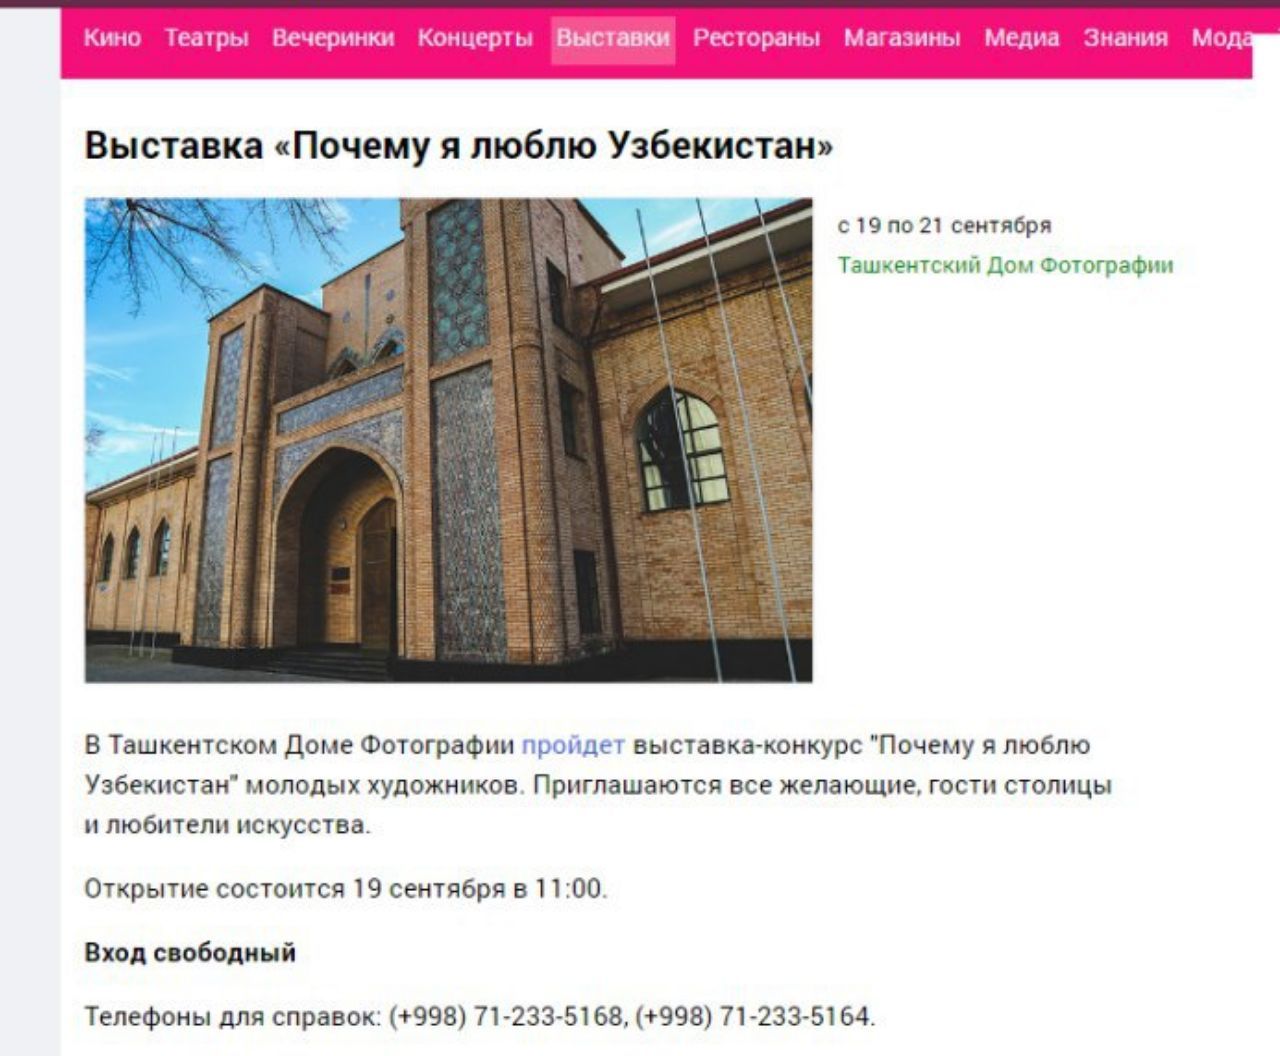 Кино Театры Вечеринки Концерты Выставки Рестораны Магазины Медиа Знания Мода
Выставка «Почему я люблю Узбекистан»
с 19 по 21 сентября
Ташкентский Дом Фотографии
В Ташкентском Доме Фотографии пройдет выставка-конкурс "Почему я люблю
Узбекистан" молодых художников. Приглашаются все желающие, гости столицы
и любители искусства.
Открытие состоится 19 сентября в 11:00.
Вход свободный
Телефоны для справок: (+998) 71-233-5168, (+998) 71-233-5164.